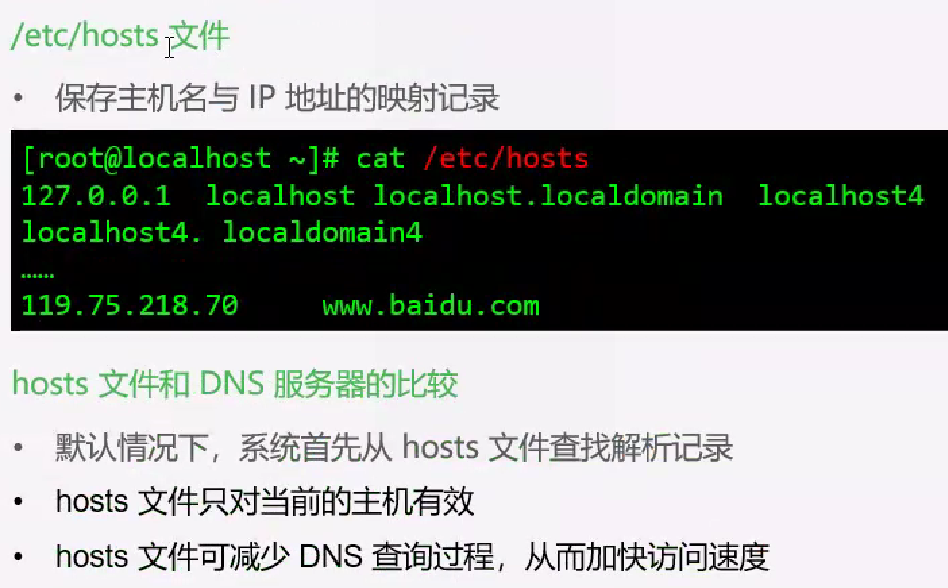 /etc/hosts 文件
• 保存主机名与 IP 地址的映射记录
[root@localhost ~]# cat /etc/hosts
127.0.0.1 localhost localhost.localdomain localhost4
localhost4. localdomain4
……
119.75.218.70 www.baidu.com
hosts 文件和 DNS 服务器的比较
• 默认情况下，系统首先从 hosts 文件查找解析记录
• hosts 文件只对当前的主机有效
• hosts 文件可减少 DNS 查询过程，从而加快访问速度